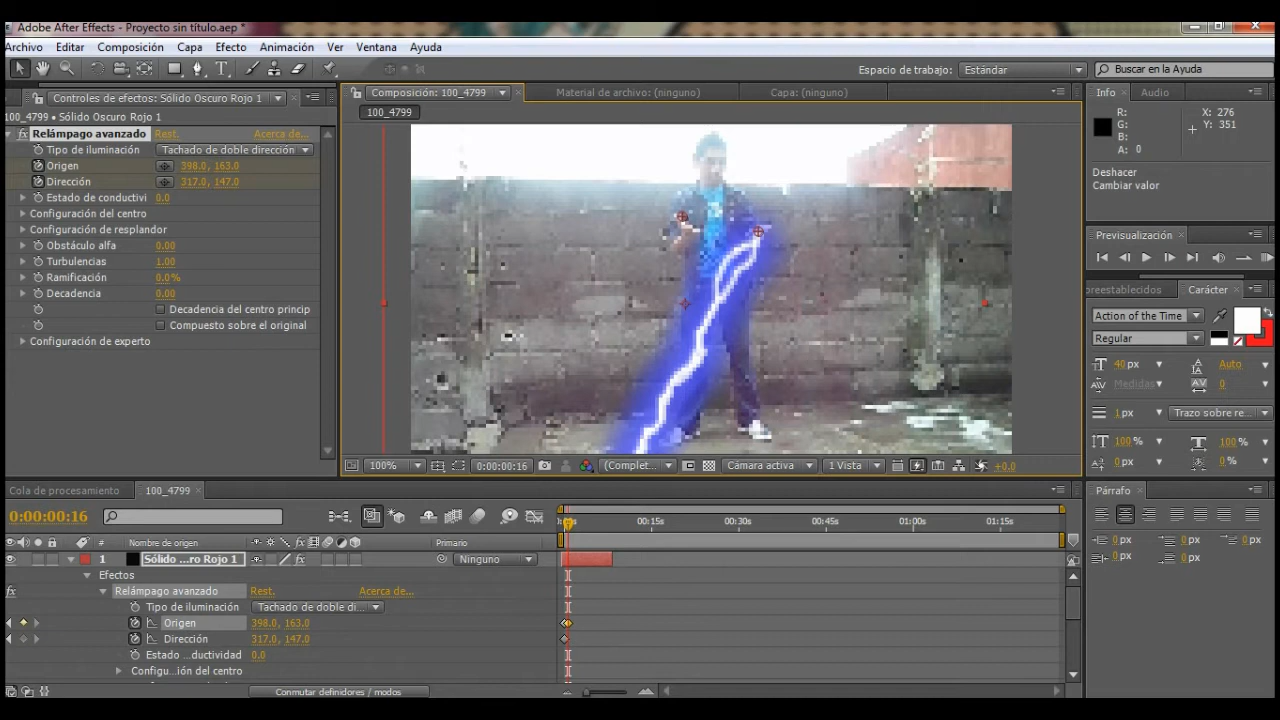 Adobe After Effects - Proyecto sin título.aep *
Archivo Editar Composición Capa Efecto Animación Ver Ventana Ayuda
Espacio de trabajo: Estándar Buscar en la Ayuda
Controles de efectos: Sólido Oscuro Rojo 1
100_4799 • Sólido Oscuro Rojo 1
fx Relámpago avanzado Rest. Acerca de...
Tipo de iluminación Tachado de doble dirección
Origen 398.0, 163.0
Dirección 317.0, 147.0
Estado de conductivi 0.0
Configuración del centro
Configuración de resplandor
Obstáculo alfa 0.00
Turbulencias 1.00
Ramificación 0.0%
Decadencia 0.00
Decadencia del centro princip
Compuesto sobre el original
Configuración de experto
Composición: 100_4799 Material de archivo: (ninguno) Capa: (ninguno)
100_4799
100% 0:00:00:16 (Complet... Cámara activa 1 Vista +0.0
Info Audio
R: X: 276
G: Y: 351
B:
A: 0
Deshacer
Cambiar valor
Previsualización
preestablecidos Carácter
Action of the Time
Regular
40 px Auto
Medidas 0
1 px Trazo sobre re...
100 % 100 %
0 px 0 %
Párrafo
0 px 0 px 0 px
0 px 0 px
Cola de procesamiento 100_4799
0:00:00:16
00:15s 00:30s 00:45s 01:00s 01:15s
# Nombre de origen fx Primario
1 Sólido ...ro Rojo 1 fx Ninguno
Efectos
fx Relámpago avanzado Rest. Acerca de...
Tipo de iluminación Tachado de doble di...
Origen 398.0, 163.0
Dirección 317.0, 147.0
Estado ...ductividad 0.0
Configu...ión del centro
Conmutar definidores / modos